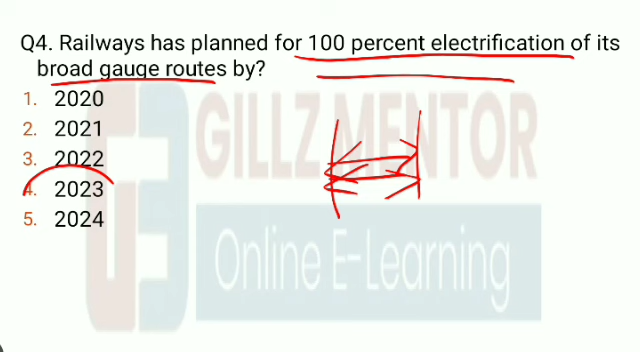 Q4. Railways has planned for 100 percent electrification of its
broad gauge routes by?
1. 2020
2. 2021
3. 2022
4. 2023
5. 2024
GILLZ MENTOR
Online E-Learning